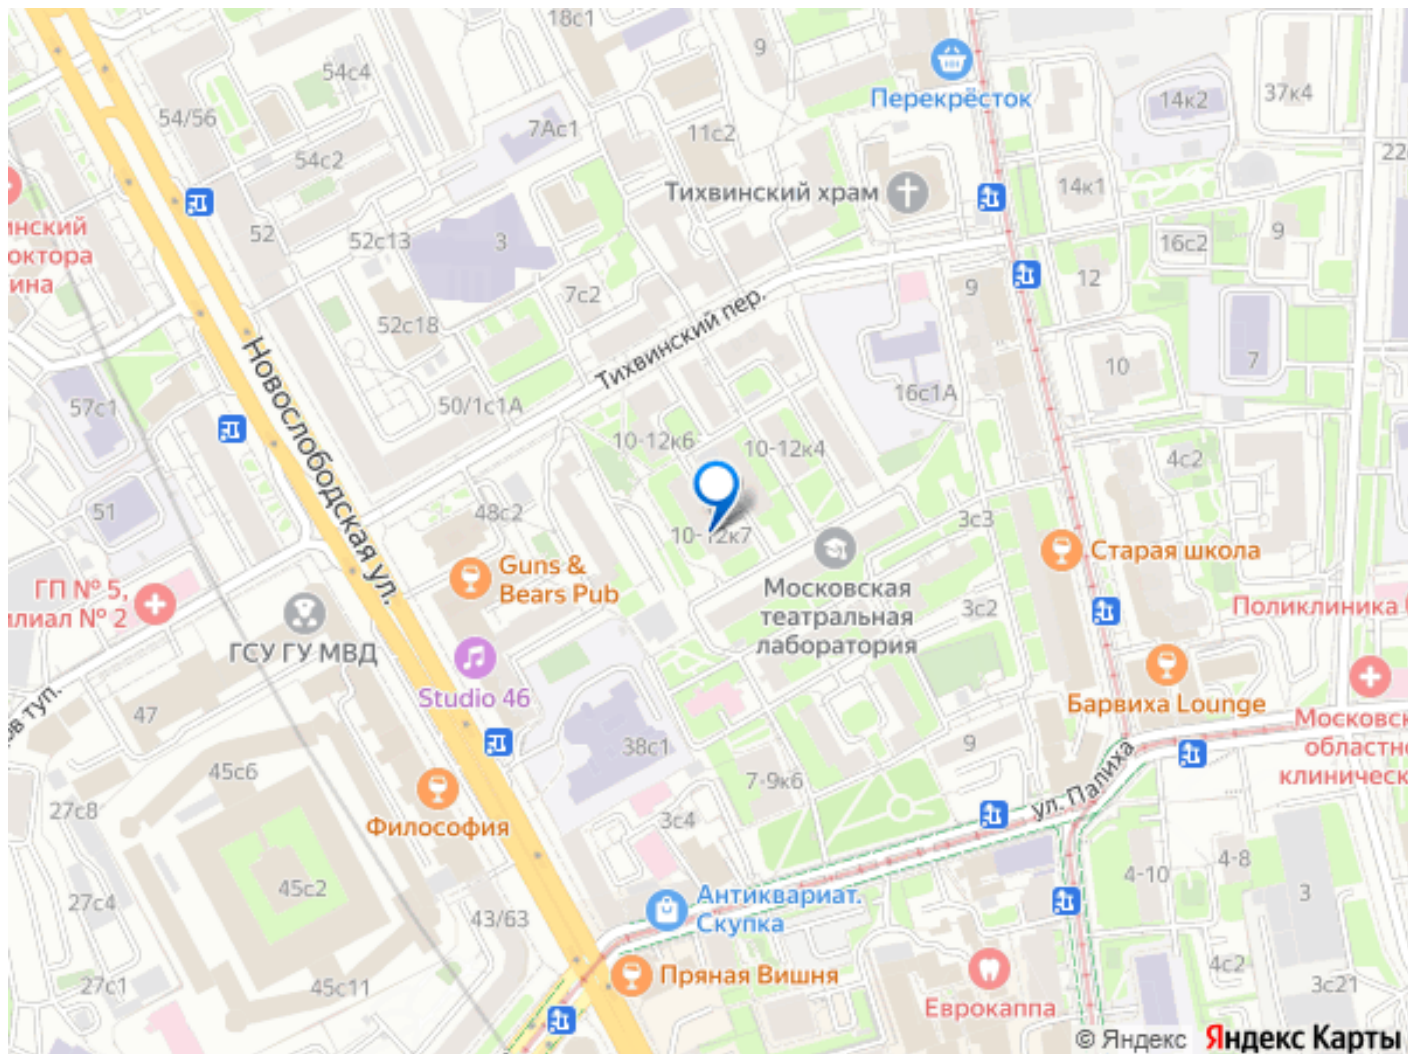 18с1
9
54с4
Перекрёсток
14к2
37к4
54/56
7Ас1
11с2
54с2
22
Тихвинский храм
14к1
инский
октора
ина
52
52с13
3
16с2
9
7с2
9
12
52с18
Тихвинский пер.
Новослободская ул.
7
10
57с1
50/1с1А
16с1А
10-12к6
10-12к4
4с2
51
48с2
3с3
10-12к7
Guns &
Bears Pub
Старая школа
ГП № 5,
лиал № 2
Московская
театральная
лаборатория
3с2
Поликлиника
ГСУ ГУ МВД
Studio 46
Барвиха Lounge
в туп.
47
38с1
9
Московск
областн
клиническ
45с6
7-9к6
ул. Палиха
27с8
Философия
3с4
4-8
4-10
45с2
3
27с4
43/63
Антиквариат.
Скупка
Пряная Вишня
4с2
27с1
45с11
Еврокаппа
3с21
© Яндекс Яндекс Карты